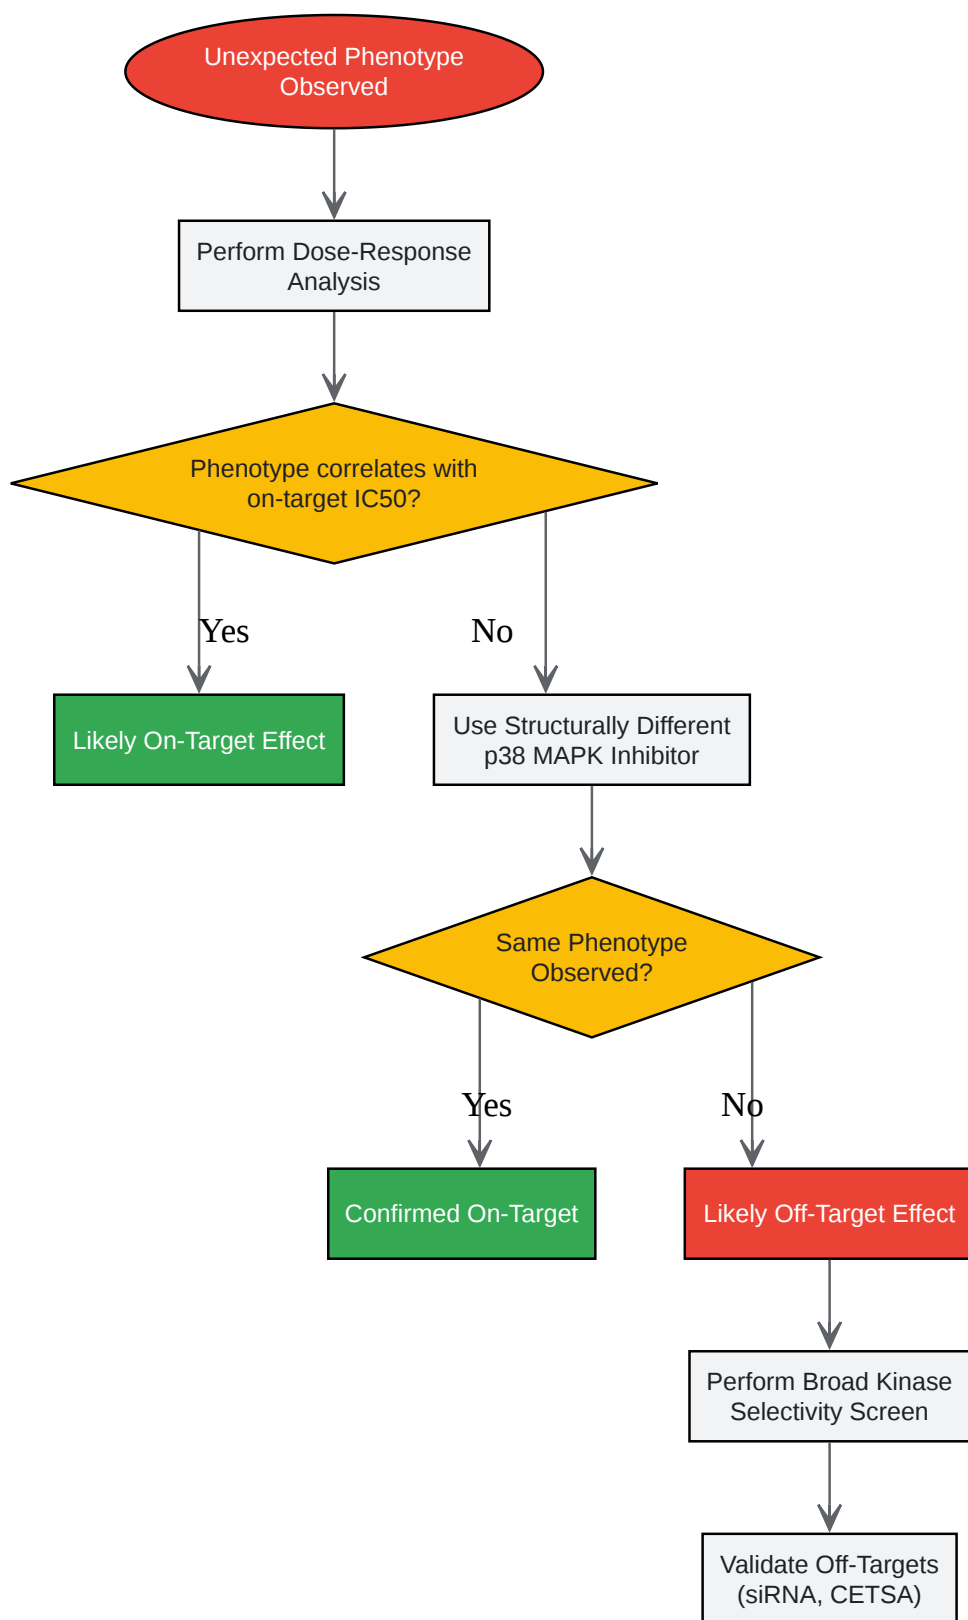 Unexpected Phenotype
Observed
Perform Dose-Response
Analysis
Phenotype correlates with
on-target IC50?
Yes
No
Likely On-Target Effect
Use Structurally Different
p38 MAPK Inhibitor
Same Phenotype
Observed?
Yes
No
Confirmed On-Target
Likely Off-Target Effect
Perform Broad Kinase
Selectivity Screen
Validate Off-Targets
(siRNA, CETSA)